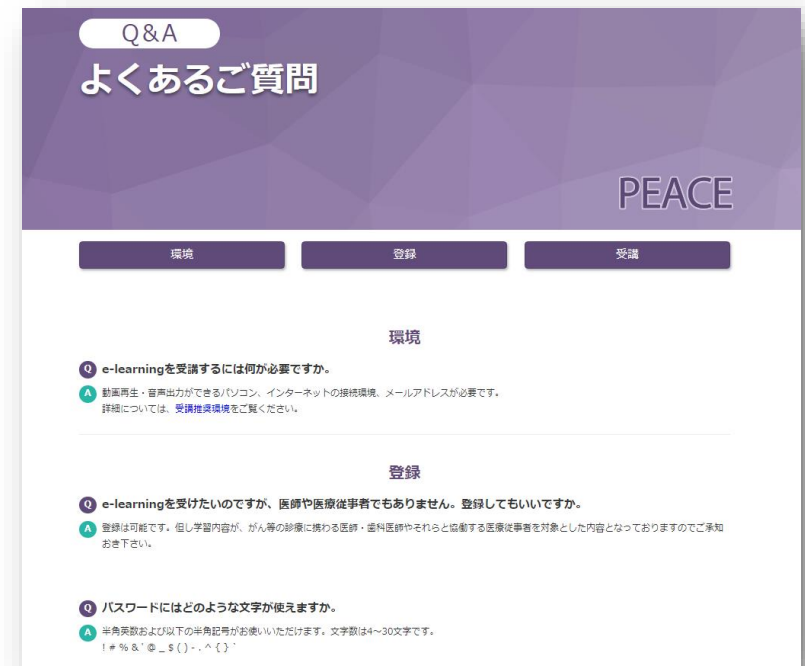 Q&A
よくあるご質問
PEACE
環境
登録
受講
環境
Q e-learningを受講するには何が必要ですか。
A 動画再生・音声出力ができるパソコン、インターネットの接続環境、メールアドレスが必要です。
詳細については、受講推奨環境をご覧ください。
登録
Q e-learningを受けたいのですが、医師や医療従事者でもありません。登録してもいいですか。
A 登録は可能です。但し学習内容が、がん等の診療に携わる医師・歯科医師やそれらと協働する医療従事者を対象とした内容となっておりますのでご承知
おき下さい。
Q パスワードにはどのような文字が使えますか。
A 半角英数および以下の半角記号がお使いいただけます。文字数は4～30文字です。
! # % & ' @ _ $ ( ) - . ^ { } `